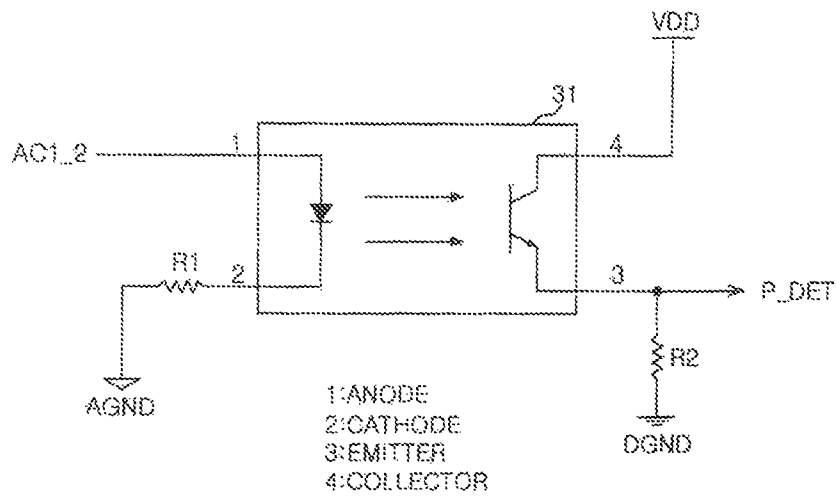 VDD
31
1
4
AC1_2
R1
2
3
P_DET
R2
AGND
DGND
1:ANODE
2:CATHODE
3:EMITTER
4:COLLECTOR